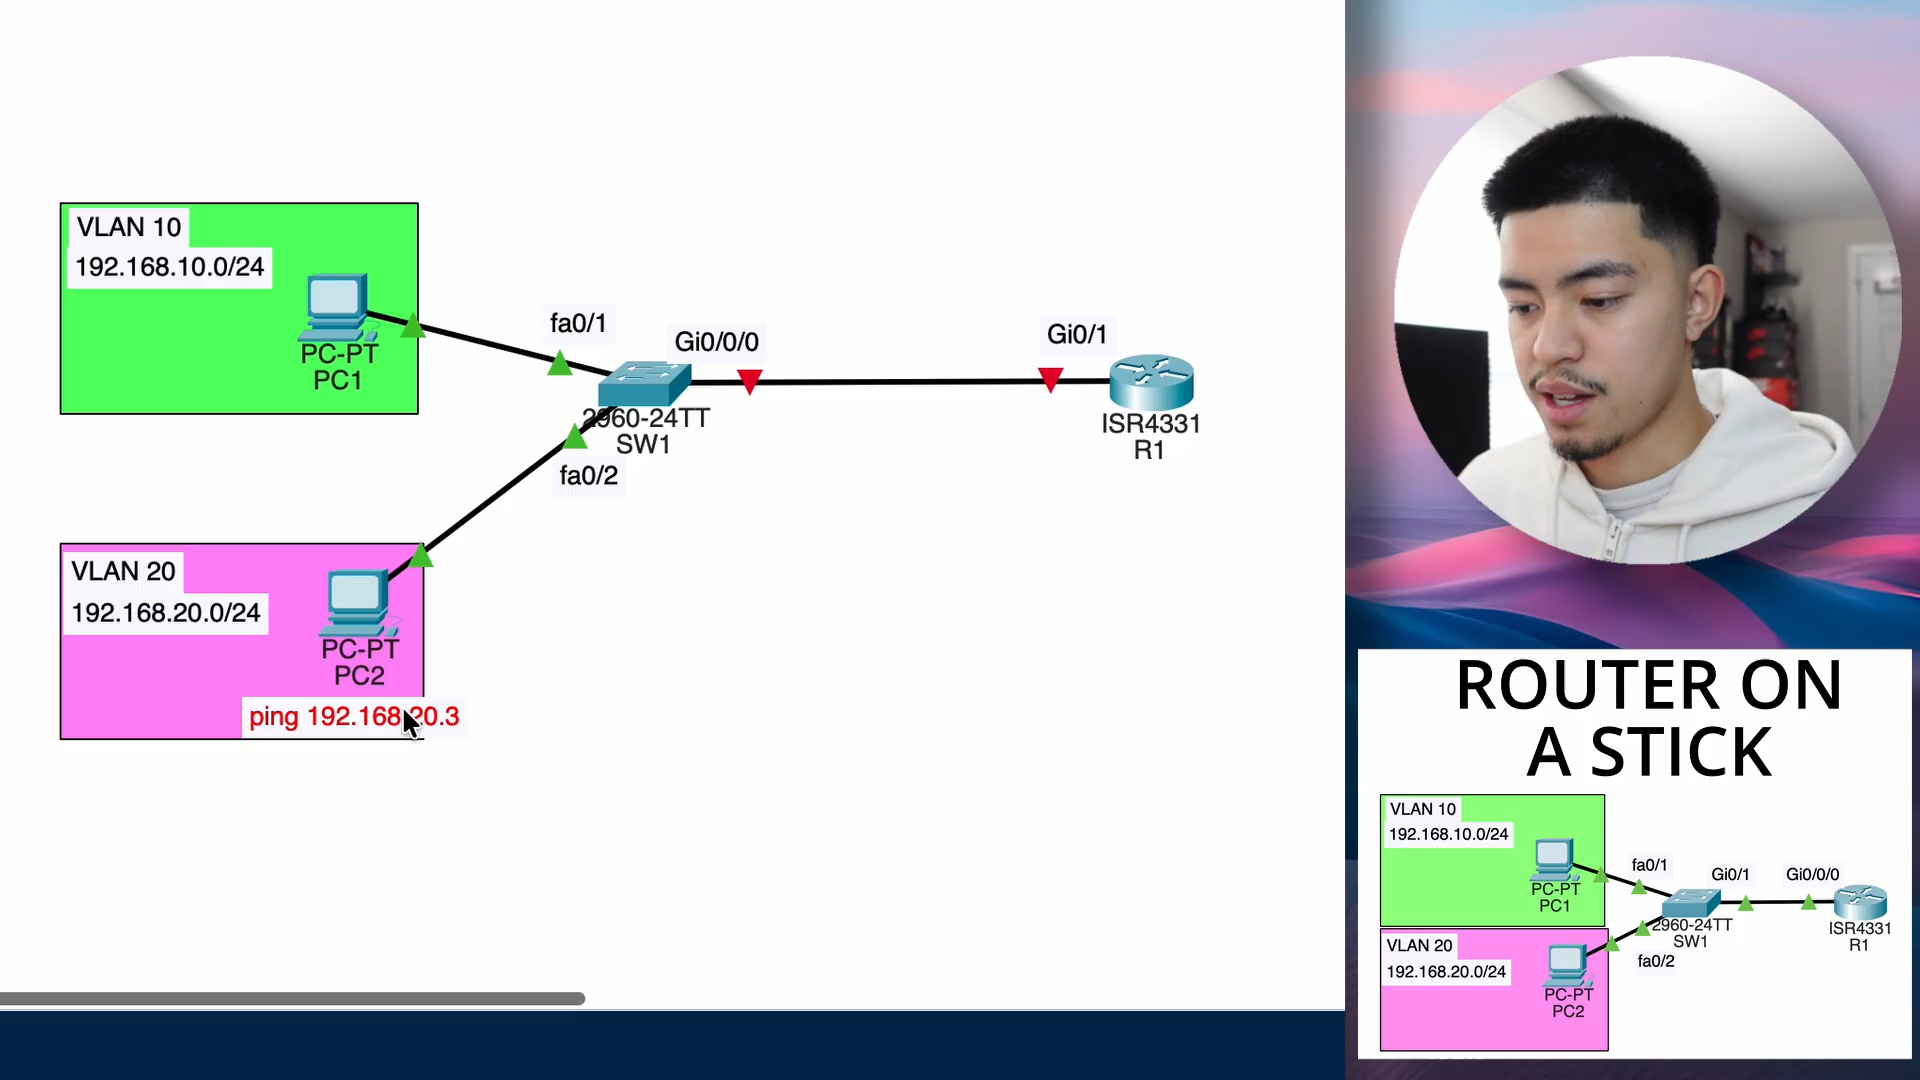 VLAN 10
192.168.10.0/24
PC-PT
PC1
fa0/1
Gi0/0/0
Gi0/1
2960-24TT
SW1
ISR4331
R1
fa0/2
VLAN 20
192.168.20.0/24
PC-PT
PC2
ping 192.168.20.3
ROUTER ON
A STICK
VLAN 10
192.168.10.0/24
PC-PT
PC1
fa0/1
Gi0/1
Gi0/0/0
2960-24TT
SW1
ISR4331
R1
fa0/2
VLAN 20
192.168.20.0/24
PC-PT
PC2